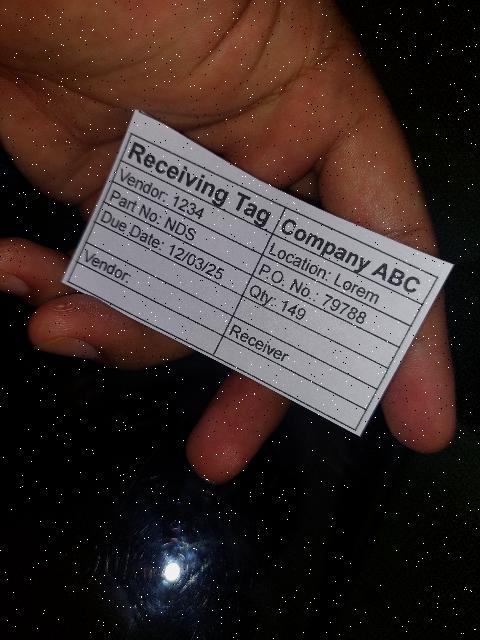 Receiving Tag Company ABC
Vendor: 1234 Location: Lorem
Part No: NDS P.O. No.: 79788
Due Date: 12/03/25 Qty: 149
Vendor: Receiver